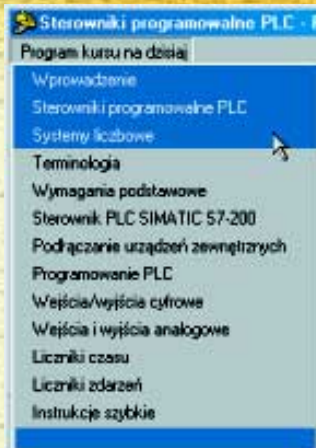 Sterowniki programowalne PLC -
Program kursu na dzisiaj
Wprowadzenie
Sterowniki programowalne PLC
Systemy liczbowe
Terminologia
Wymagania podstawowe
Sterownik PLC SIMATIC S7-200
Podłączanie urządzeń zewnętrznych
Programowanie PLC
Wejścia/wyjścia cyfrowe
Wejścia i wyjścia analogowe
Liczniki czasu
Liczniki zdarzeń
Instrukcje szybkie